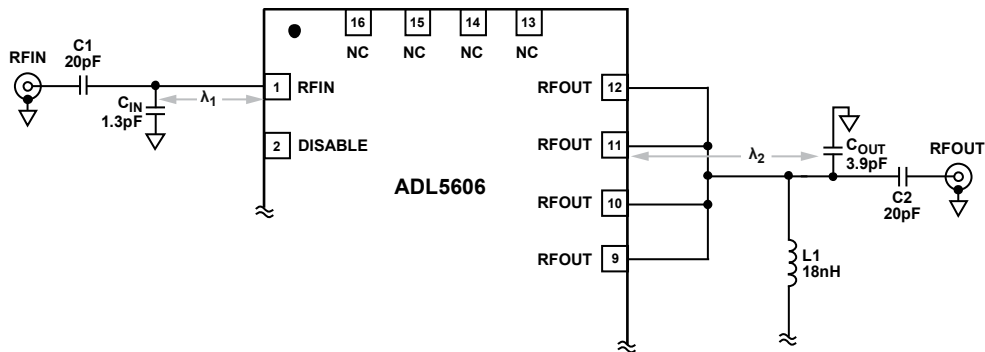 16 15 14 13
NC NC NC NC
C1
20pF
RFIN
CIN
1.3pF
λ1
1 RFIN
2 DISABLE
ADL5606
RFOUT 12
RFOUT 11
RFOUT 10
RFOUT 9
λ2
COUT
3.9pF
RFOUT
C2
20pF
L1
18nH